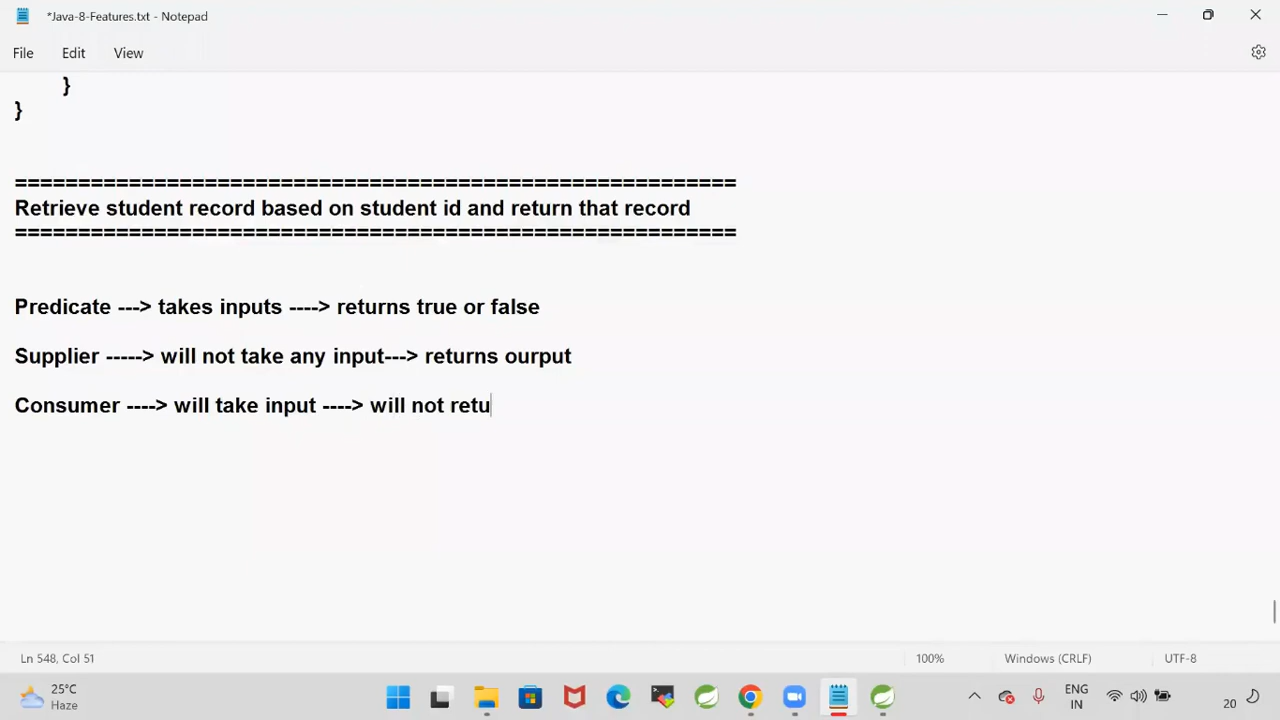 *Java-8-Features.txt - Notepad
File Edit View
}
}
=========================================================
Retrieve student record based on student id and return that record
=========================================================
Predicate ---> takes inputs ----> returns true or false
Supplier -----> will not take any input---> returns ourput
Consumer ----> will take input ----> will not retu
Ln 548, Col 51 100% Windows (CRLF) UTF-8
25°C
Haze
ENG
IN
20